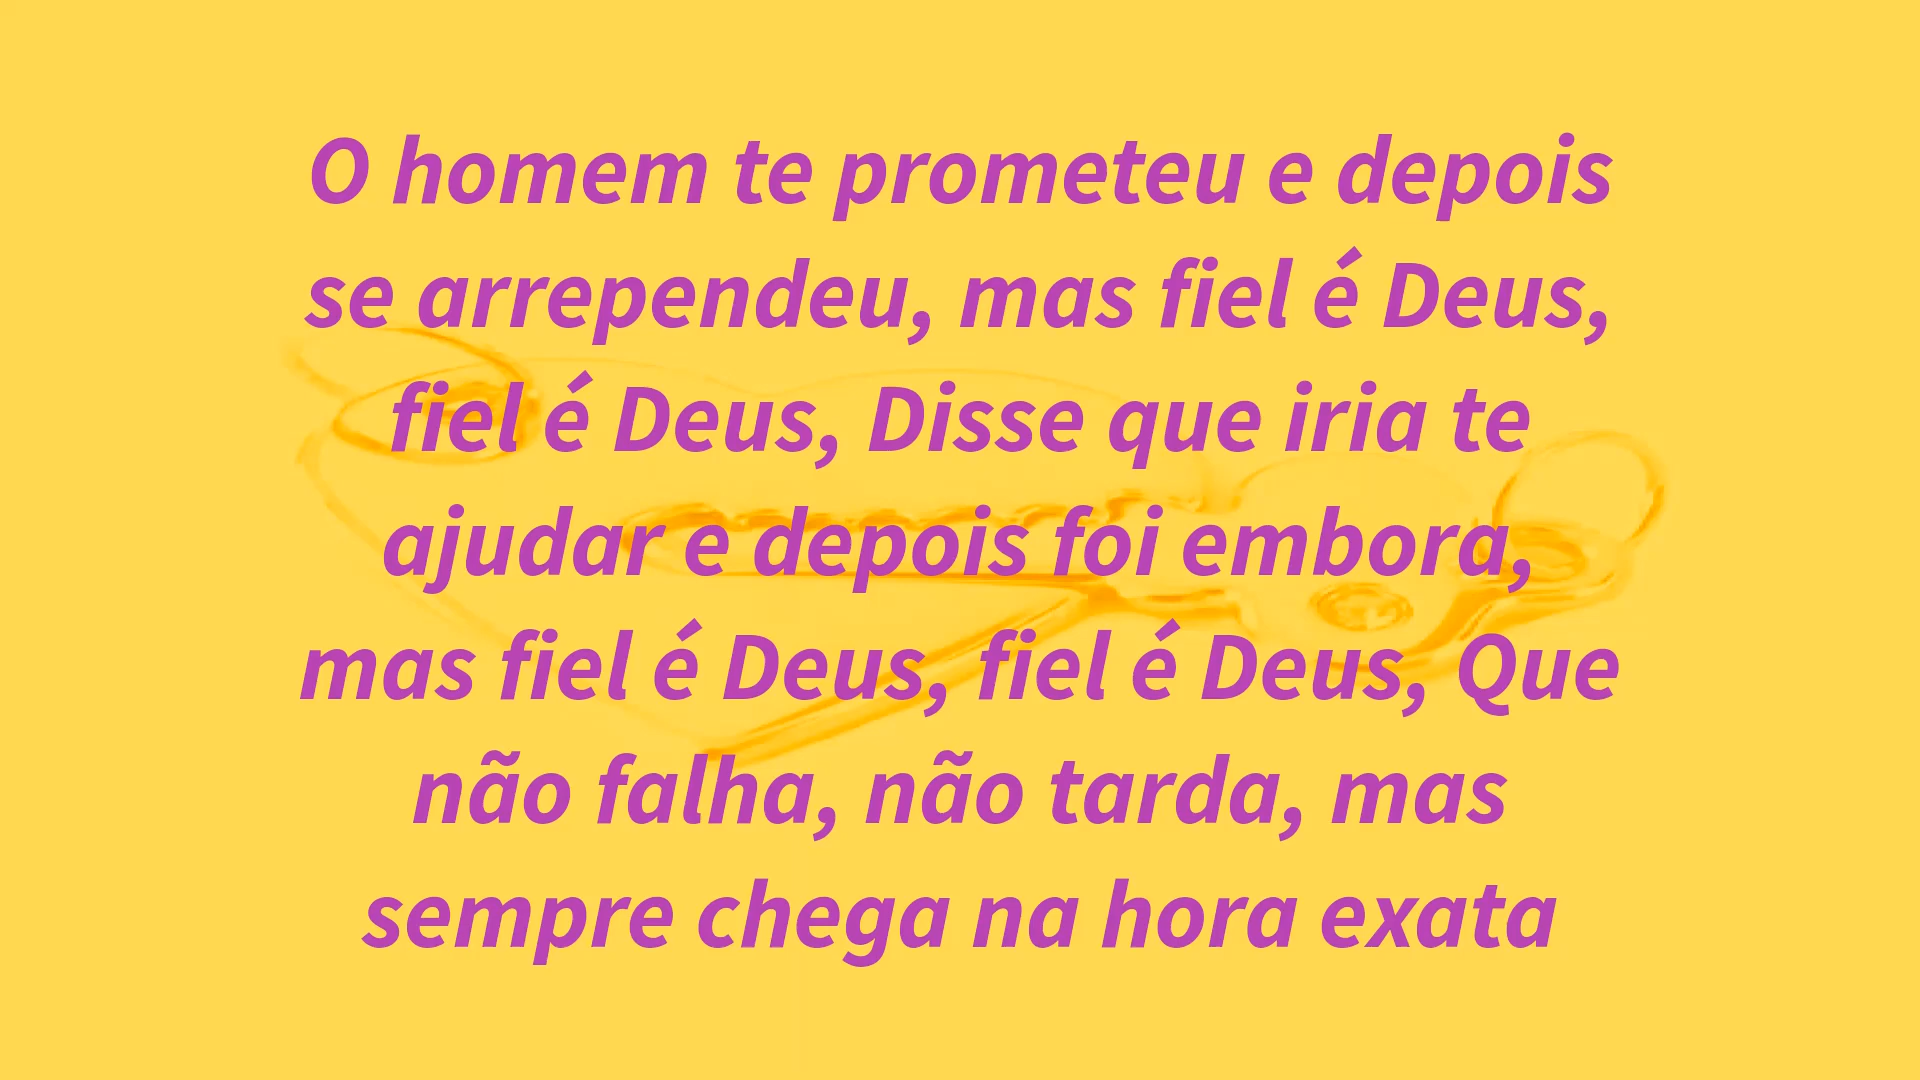 O homem te prometeu e depois
se arrependeu, mas fiel é Deus,
fiel é Deus, Disse que iria te
ajudar e depois foi embora,
mas fiel é Deus, fiel é Deus, Que
não falha, não tarda, mas
sempre chega na hora exata